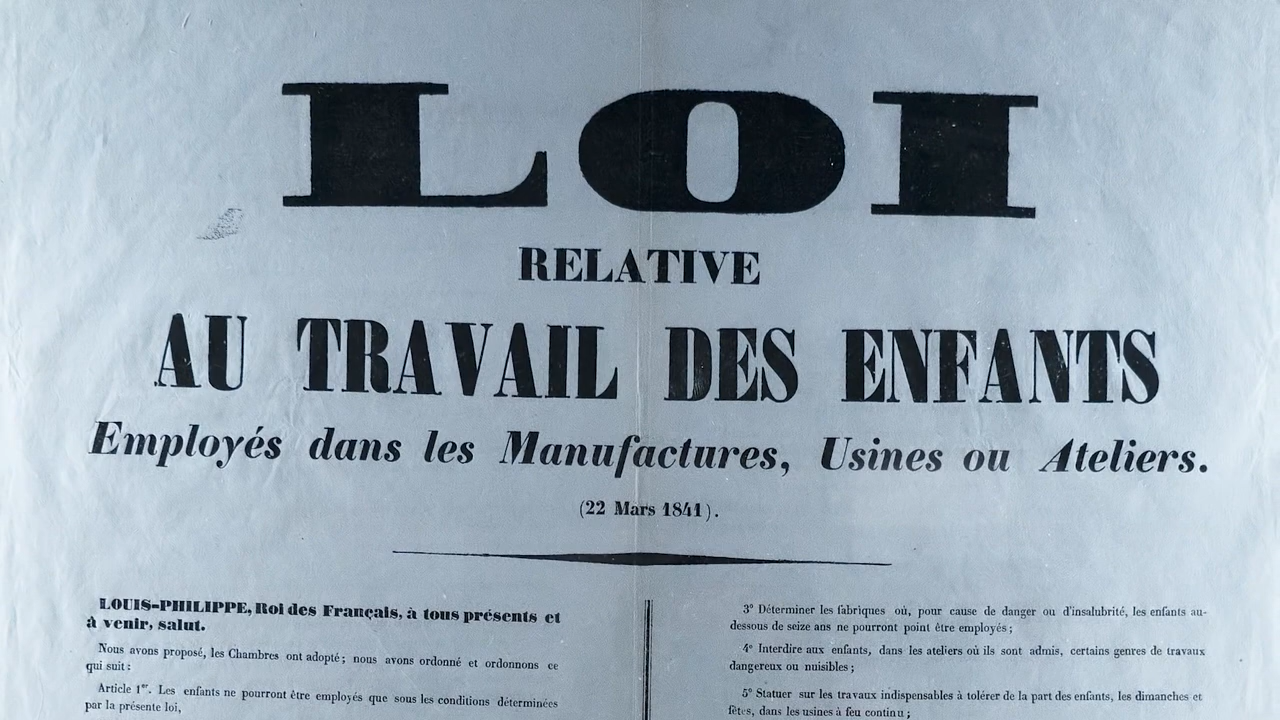 LOI
RELATIVE
AU TRAVAIL DES ENFANTS
Employés dans les Manufactures, Usines ou Ateliers.
(22 Mars 1841).
LOUIS-PHILIPPE, Roi des Français, à tous présents et
à venir, salut.
Nous avons proposé, les Chambres ont adopté; nous avons ordonné et ordonnons ce
qui suit:
Article 1er. Les enfants ne pourront être employés que sous les conditions déterminées
par la présente loi,
3° Déterminer les fabriques où, pour cause de danger ou d'insalubrité, les enfants au-
dessous de seize ans ne pourront point être employés;
4° Interdire aux enfants, dans les ateliers où ils sont admis, certains genres de travaux
dangereux ou nuisibles;
5° Statuer sur les travaux indispensables à tolérer de la part des enfants, les dimanches et
fêtes, dans les usines à feu continu;